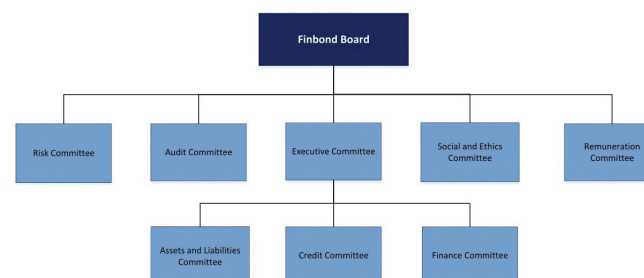 Finbond Board
Risk Committee
Audit Committee
Executive Committee
Social and Ethics
Committee
Remuneration
Committee
Assets and Liabilities
Committee
Credit Committee
Finance Committee